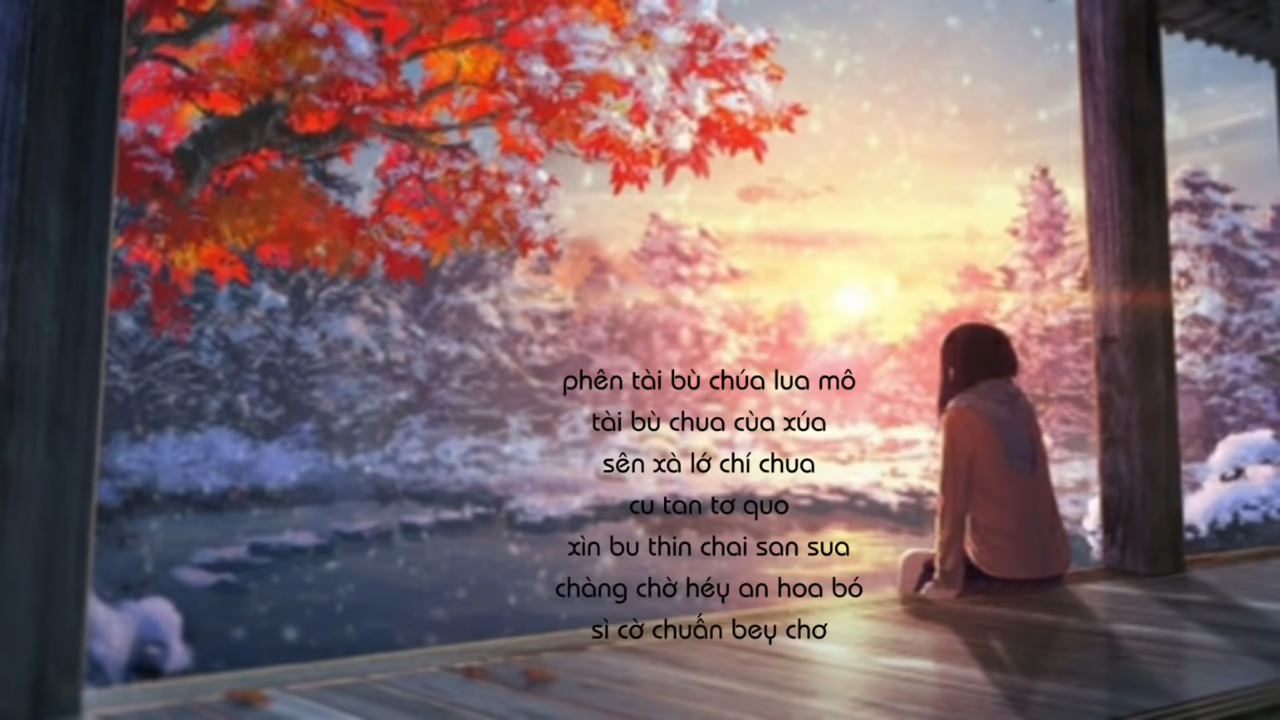 phên tài bù chúa lua mô
tài bù chua cùa xúa
sên xà lớ chí chua
cu tan tơ quo
xìn bu thin chai san sua
chàng chờ héy an hoa bó
sì cờ chuẩn bey chơ